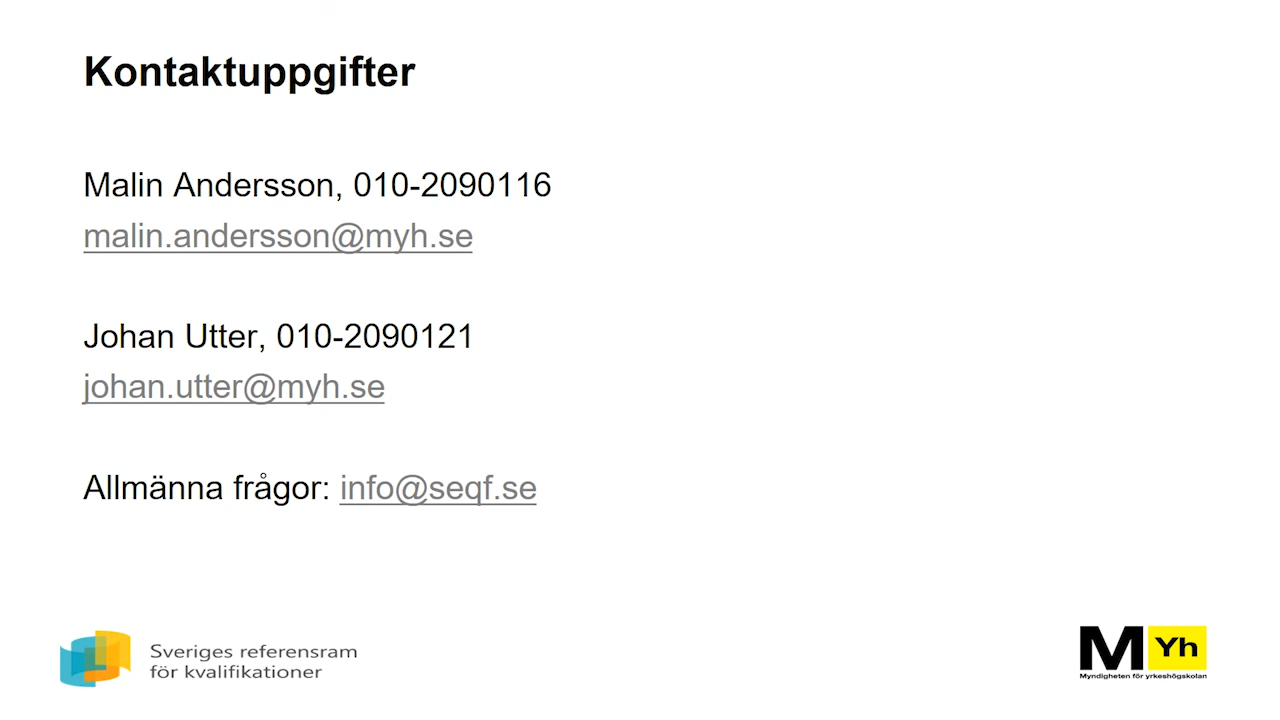 Kontaktuppgifter
Malin Andersson, 010-2090116
malin.andersson@myh.se
Johan Utter, 010-2090121
johan.utter@myh.se
Allmänna frågor: info@seqf.se
Sveriges referensram
för kvalifikationer
M Yh
Myndigheten för yrkeshögskolan